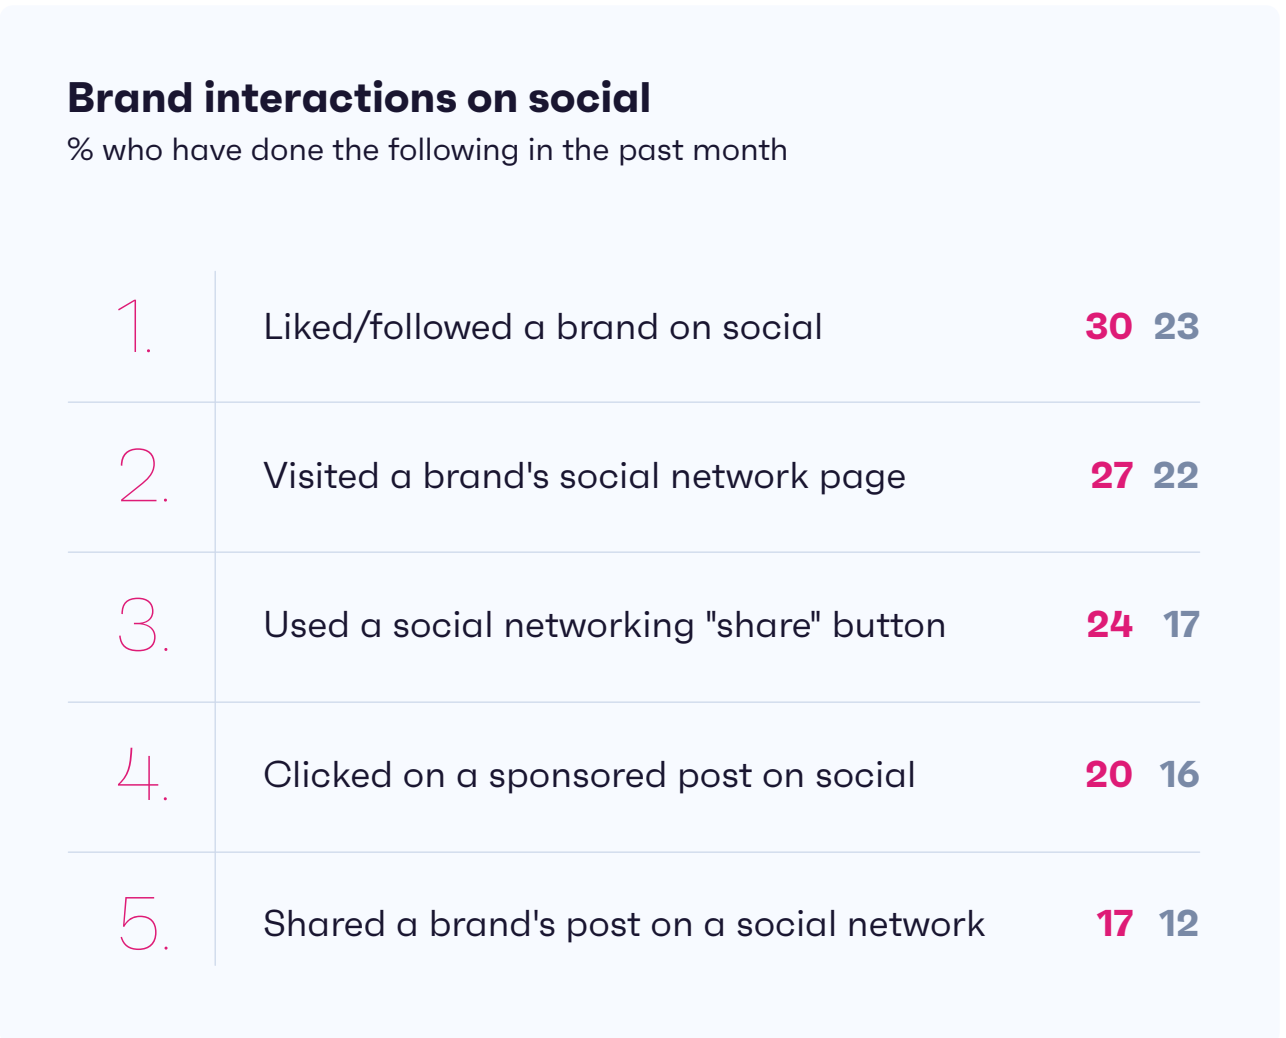 Brand interactions on social
% who have done the following in the past month
1. Liked/followed a brand on social 30 23
2. Visited a brand's social network page 27 22
3. Used a social networking "share" button 24 17
4. Clicked on a sponsored post on social 20 16
5. Shared a brand's post on a social network 17 12